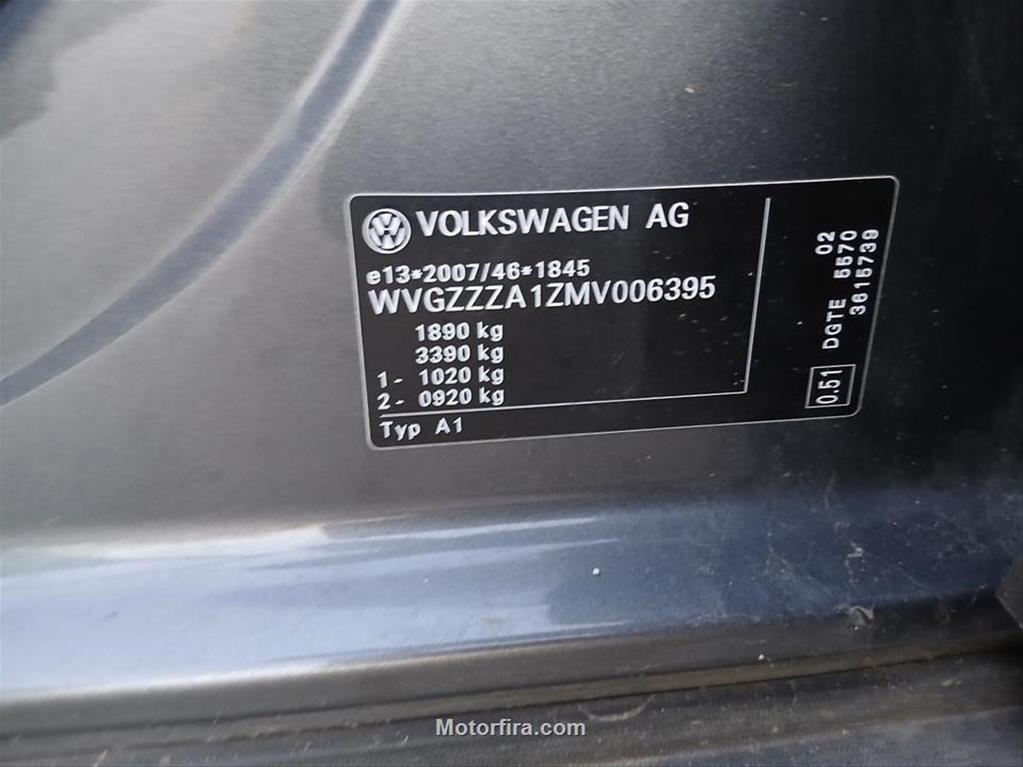 VOLKSWAGEN AG
e13*2007/46*1845
WVGZZZA1ZMV006395
1890 kg
3390 kg
1- 1020 kg
2- 0920 kg
Typ A1
02
DGTE 5570
3615739
0.51
Motorfira.com